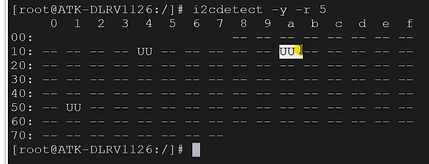 [root@ATK-DLRV1126:/]# i2cdetect -y -r 5
     0  1  2  3  4  5  6  7  8  9  a  b  c  d  e  f
00:                         -- -- -- -- -- -- -- --
10: -- -- -- -- UU -- -- -- -- -- UU -- -- -- -- --
20: -- -- -- -- -- -- -- -- -- -- -- -- -- -- -- --
30: -- -- -- -- -- -- -- -- -- -- -- -- -- -- -- --
40: -- -- -- -- -- -- -- -- -- -- -- -- -- -- -- --
50: -- UU -- -- -- -- -- -- -- -- -- -- -- -- -- --
60: -- -- -- -- -- -- -- -- -- -- -- -- -- -- -- --
70: -- -- -- -- -- -- -- --
[root@ATK-DLRV1126:/]#